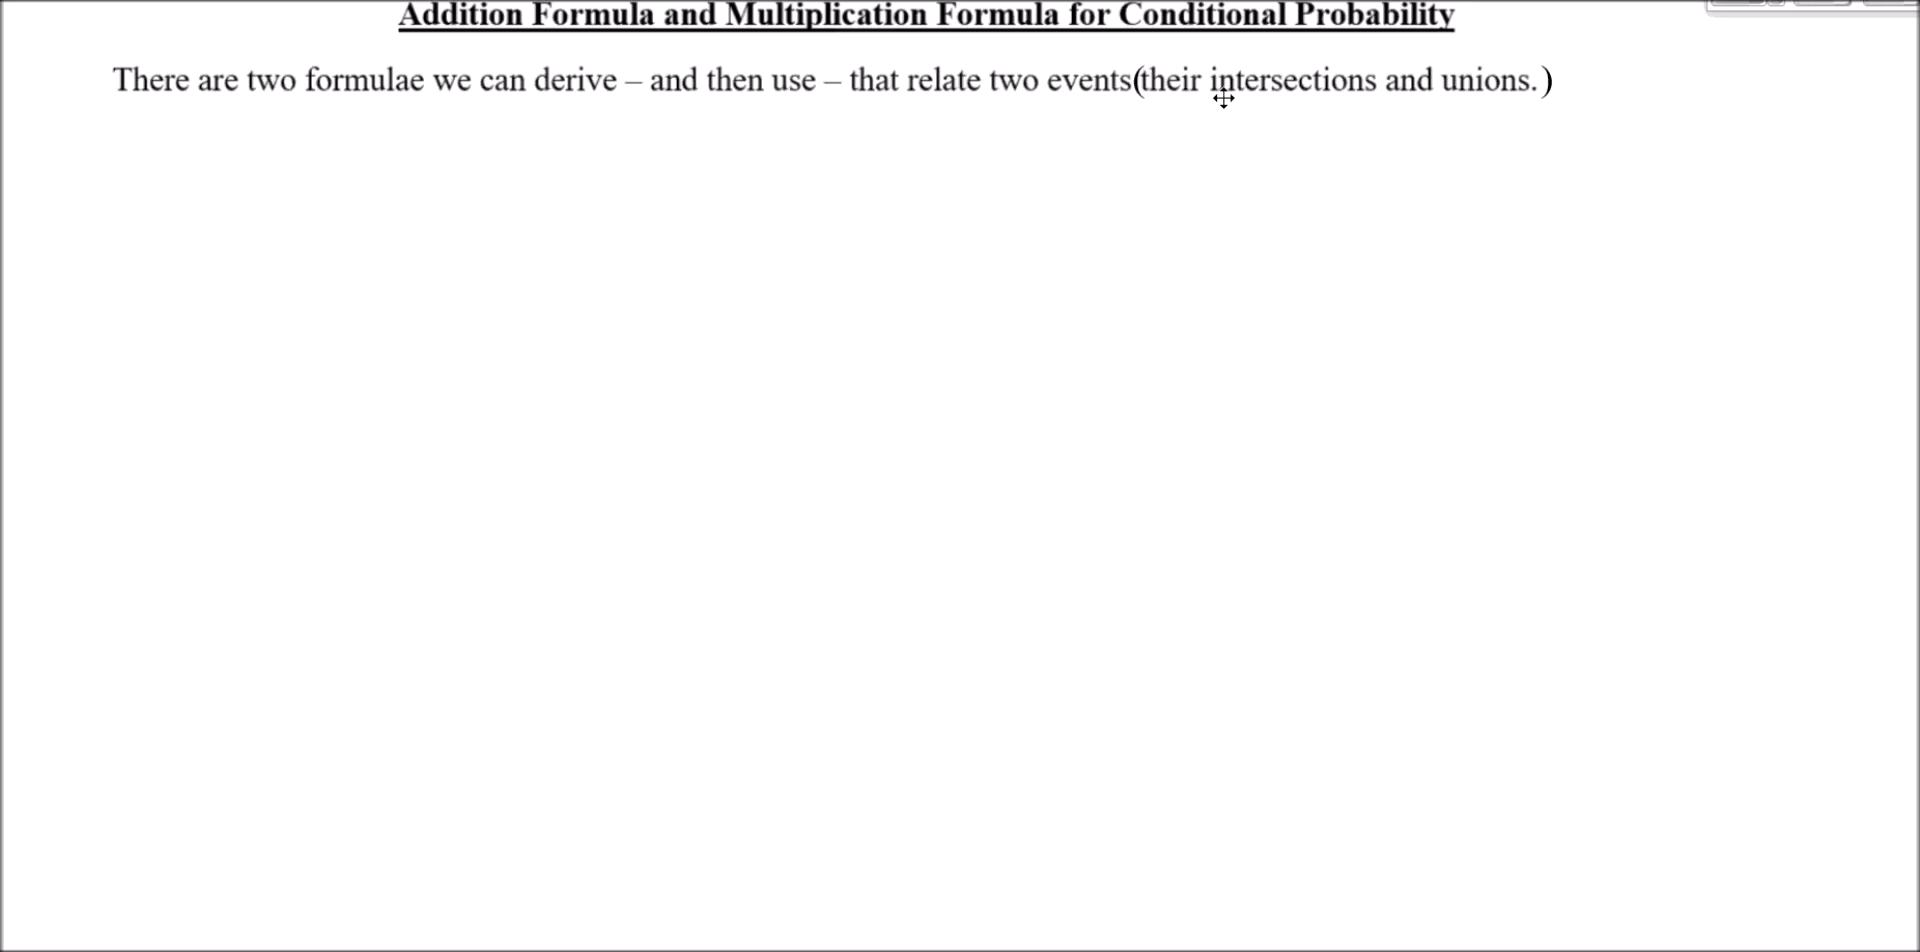 Addition Formula and Multiplication Formula for Conditional Probability
There are two formulae we can derive – and then use – that relate two events(their intersections and unions.)